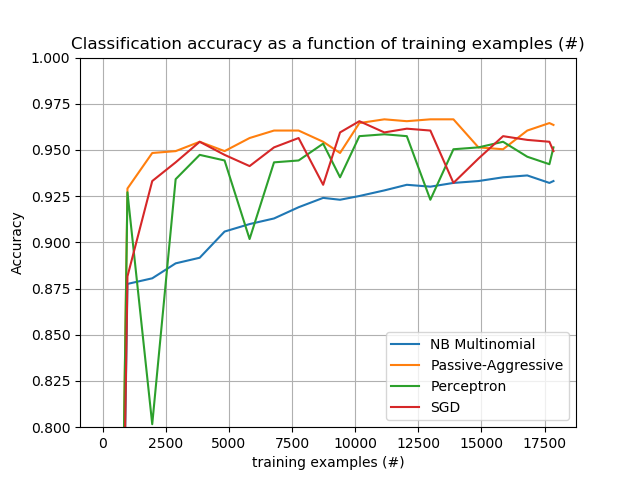 Classification accuracy as a function of training examples (#)
1.000
0.975
0.950
0.925
0.900
0.875
0.850
0.825
0.800
Accuracy
NB Multinomial
Passive-Aggressive
Perceptron
SGD
0 2500 5000 7500 10000 12500 15000 17500
training examples (#)